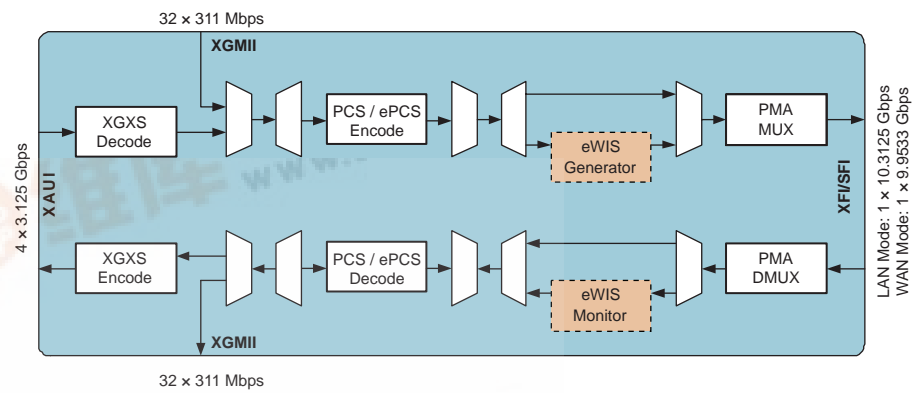 32 × 311 Mbps
XGMII
XGXS
Decode
PCS / ePCS
Encode
eWIS
Generator
PMA
MUX
4 × 3.125 Gbps
XAUI
XFI/SFI
LAN Mode: 1 × 10.3125 Gbps
WAN Mode: 1 × 9.9533 Gbps
XGXS
Encode
PCS / ePCS
Decode
eWIS
Monitor
PMA
DMUX
XGMII
32 × 311 Mbps